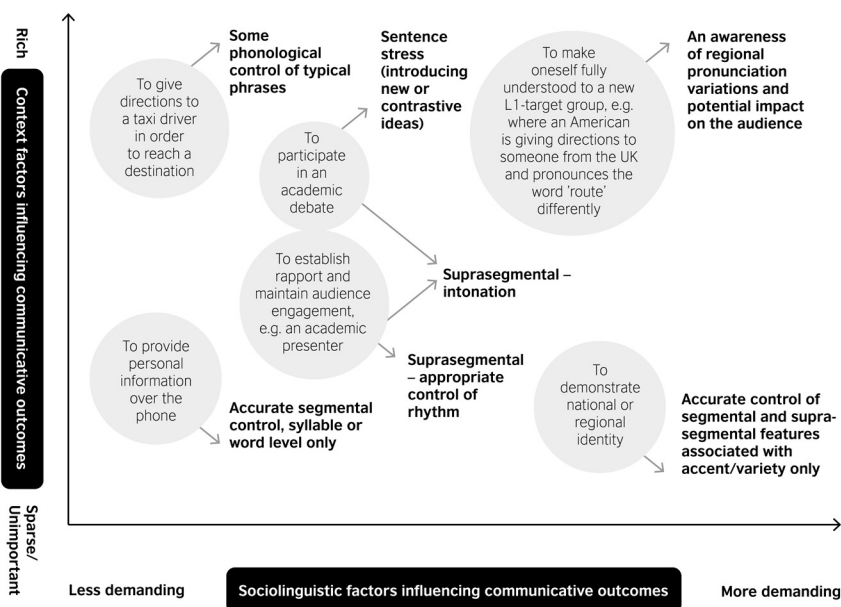 Rich
Context factors influencing communicative outcomes
Sparse/
Unimportant
To give
directions to
a taxi driver
in order
to reach a
destination
Some
phonological
control of typical
phrases
To
participate
in an
academic
debate
Sentence
stress
(introducing
new or
contrastive
ideas)
To make
oneself fully
understood to a new
L1-target group, e.g.
where an American
is giving directions to
someone from the UK
and pronounces the
word 'route'
differently
An awareness
of regional
pronunciation
variations and
potential impact
on the audience
To establish
rapport and
maintain audience
engagement,
e.g. an academic
presenter
Suprasegmental –
intonation
Suprasegmental
– appropriate
control of
rhythm
To provide
personal
information
over the
phone
Accurate segmental
control, syllable or
word level only
To
demonstrate
national or
regional
identity
Accurate control of
segmental and supra-
segmental features
associated with
accent/variety only
Less demanding
Sociolinguistic factors influencing communicative outcomes
More demanding